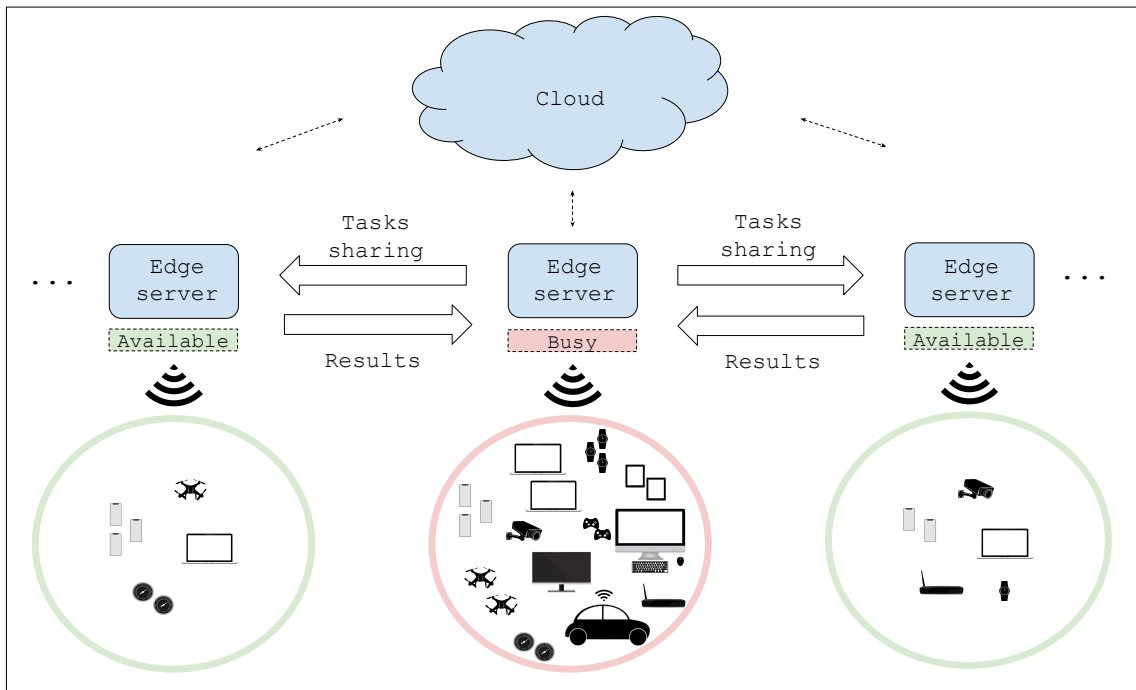 Cloud
Tasks
sharing
Tasks
sharing
...
Edge
server
Edge
server
Edge
server
...
Available
Busy
Available
Results
Results